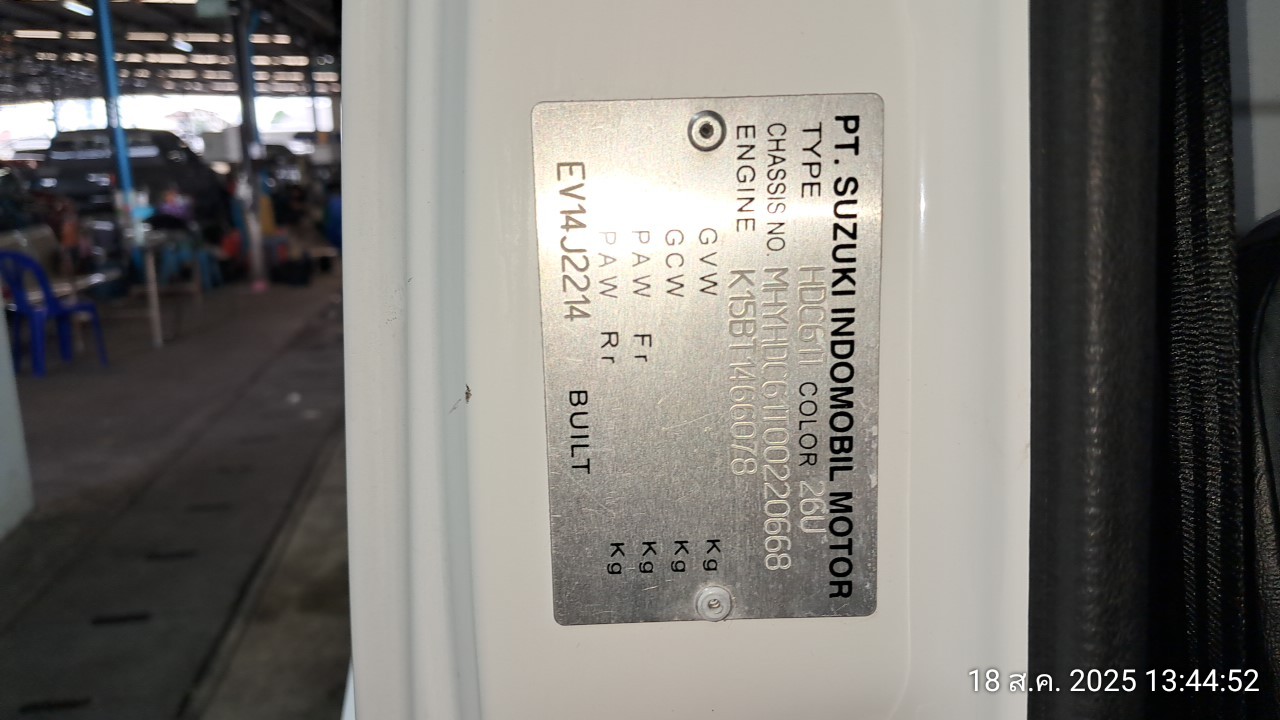 PT. SUZUKI INDOMOBIL MOTOR
TYPE HDC611 COLOR 26U
CHASSIS NO. MHYHDC61T00220668
ENGINE K15BT1466078
GVW Kg
GCW Kg
PAW Fr Kg
PAW Rr Kg
EV14J2214 BUILT
18 ส.ค. 2025 13:44:52